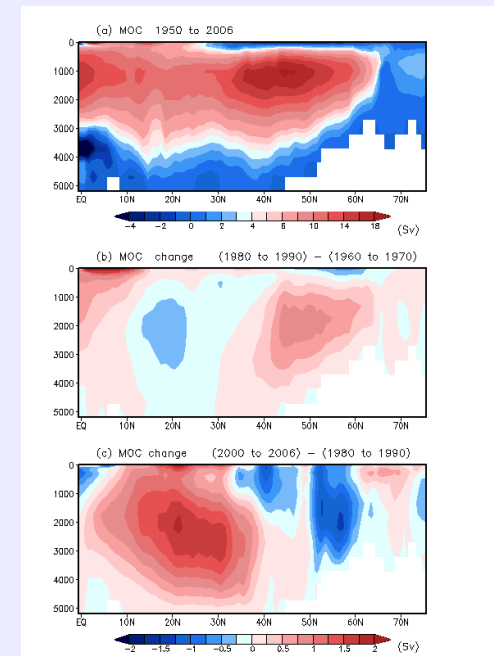 (a) MOC 1950 to 2006
0
1000
2000
3000
4000
5000
EQ 10N 20N 30N 40N 50N 60N 70N
-4 -2 0 2 4 6 8 10 14 18
(Sv)
(b) MOC change (1980 to 1990) - (1960 to 1970)
0
1000
2000
3000
4000
5000
EQ 10N 20N 30N 40N 50N 60N 70N
(c) MOC change (2000 to 2006) - (1980 to 1990)
0
1000
2000
3000
4000
5000
EQ 10N 20N 30N 40N 50N 60N 70N
-2 -1.5 -1 -0.5 0 0.5 1 1.5 2 (Sv)